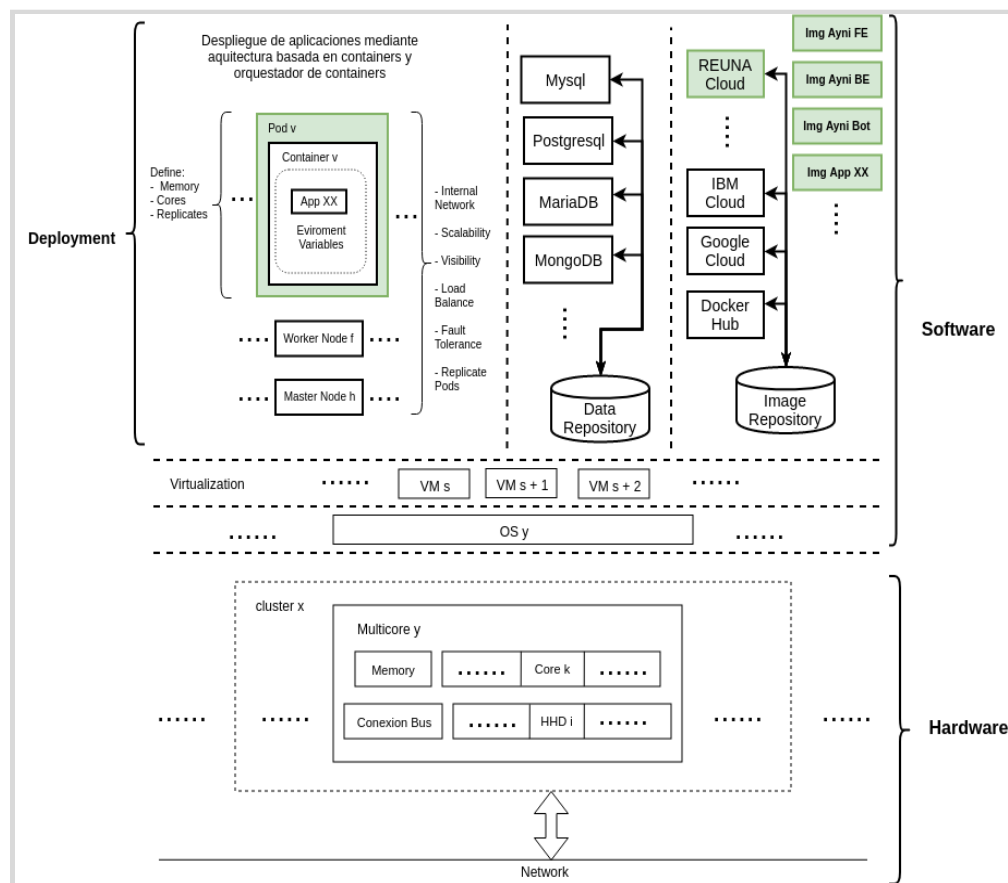 Despliegue de aplicaciones mediante
aquitectura basada en containers y
orquestador de containers
Deployment
Define:
- Memory
- Cores
- Replicates
Pod v
Container v
App XX
Eviroment
Variables
- Internal
Network
- Scalability
- Visibility
- Load
Balance
- Fault
Tolerance
- Replicate
Pods
Worker Node f
Master Node h
Mysql
Postgresql
MariaDB
MongoDB
Data
Repository
REUNA
Cloud
IBM
Cloud
Google
Cloud
Docker
Hub
Image
Repository
Img Ayni FE
Img Ayni BE
Img Ayni Bot
Img App XX
Software
Virtualization
VM s
VM s + 1
VM s + 2
OS y
cluster x
Multicore y
Memory
Core k
Conexion Bus
HHD i
Hardware
Network